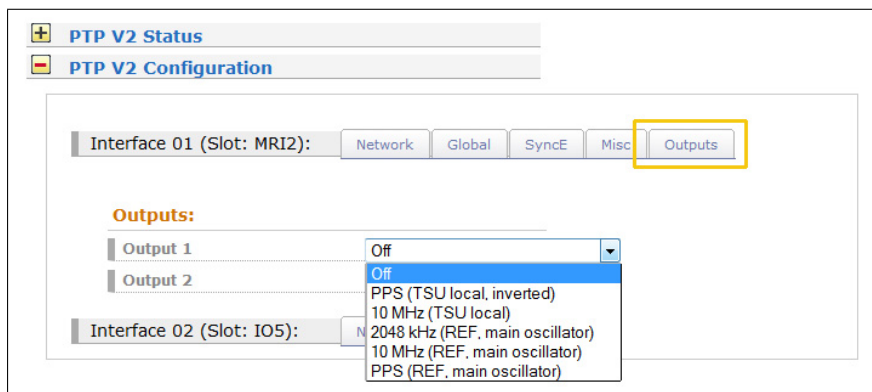 PTP V2 Status
PTP V2 Configuration
Interface 01 (Slot: MRI2): Network Global SyncE Misc Outputs
Outputs:
Output 1 Off
Off
Output 2
PPS (TSU local, inverted)
10 MHz (TSU local)
Interface 02 (Slot: IO5): N
2048 kHz (REF, main oscillator)
10 MHz (REF, main oscillator)
PPS (REF, main oscillator)